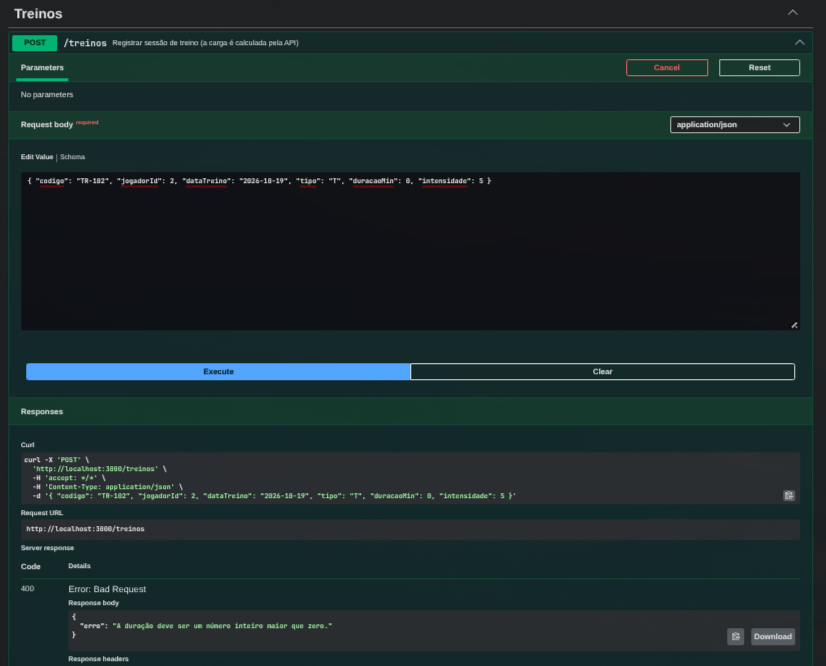 Treinos
POST /treinos Registrar sessão de treino (a carga é calculada pela API)
Parameters Cancel Reset
No parameters
Request body required application/json
Edit Value | Schema
{ "codigo": "TR-102", "jogadorId": 2, "dataTreino": "2026-10-19", "tipo": "T", "duracaoMin": 0, "intensidade": 5 }
Execute Clear
Responses
Curl
curl -X 'POST' \
'http://localhost:3000/treinos' \
-H 'accept: */*' \
-H 'Content-Type: application/json' \
-d '{ "codigo": "TR-102", "jogadorId": 2, "dataTreino": "2026-10-19", "tipo": "T", "duracaoMin": 0, "intensidade": 5 }'
Request URL
http://localhost:3000/treinos
Server response
Code Details
400 Error: Bad Request
Response body
{
"erro": "A duração deve ser um número inteiro maior que zero."
}
Download
Response headers